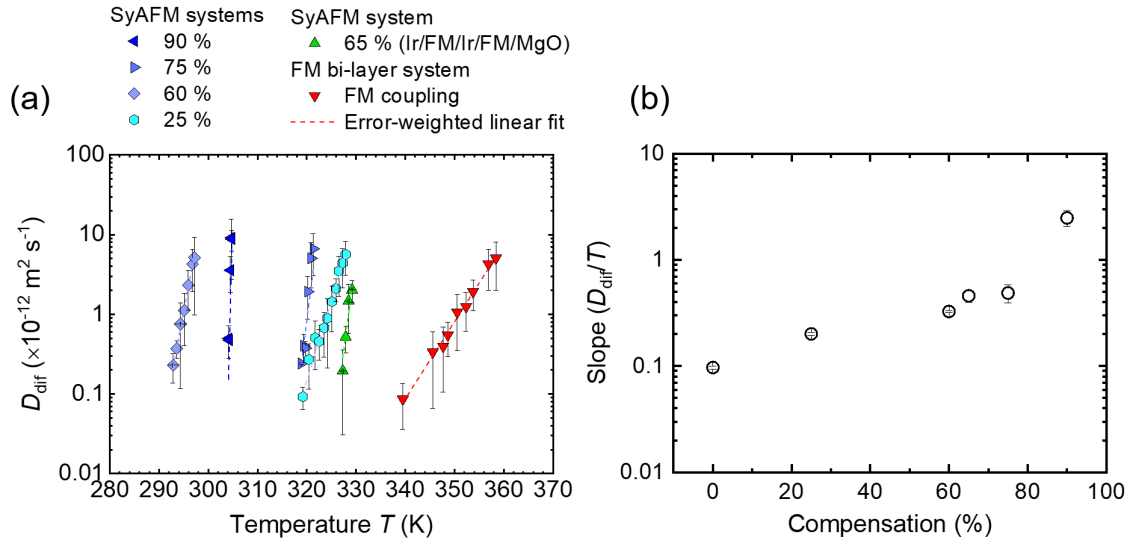 SyAFM systems
90 %
75 %
60 %
25 %
SyAFM system
65 % (Ir/FM/Ir/FM/MgO)
FM bi-layer system
FM coupling
Error-weighted linear fit
(a)
100
10
1
0.1
0.01
D_dif (×10⁻¹² m² s⁻¹)
280 290 300 310 320 330 340 350 360 370
Temperature T (K)
(b)
10
1
0.1
0.01
Slope (D_dif/T)
0 20 40 60 80 100
Compensation (%)